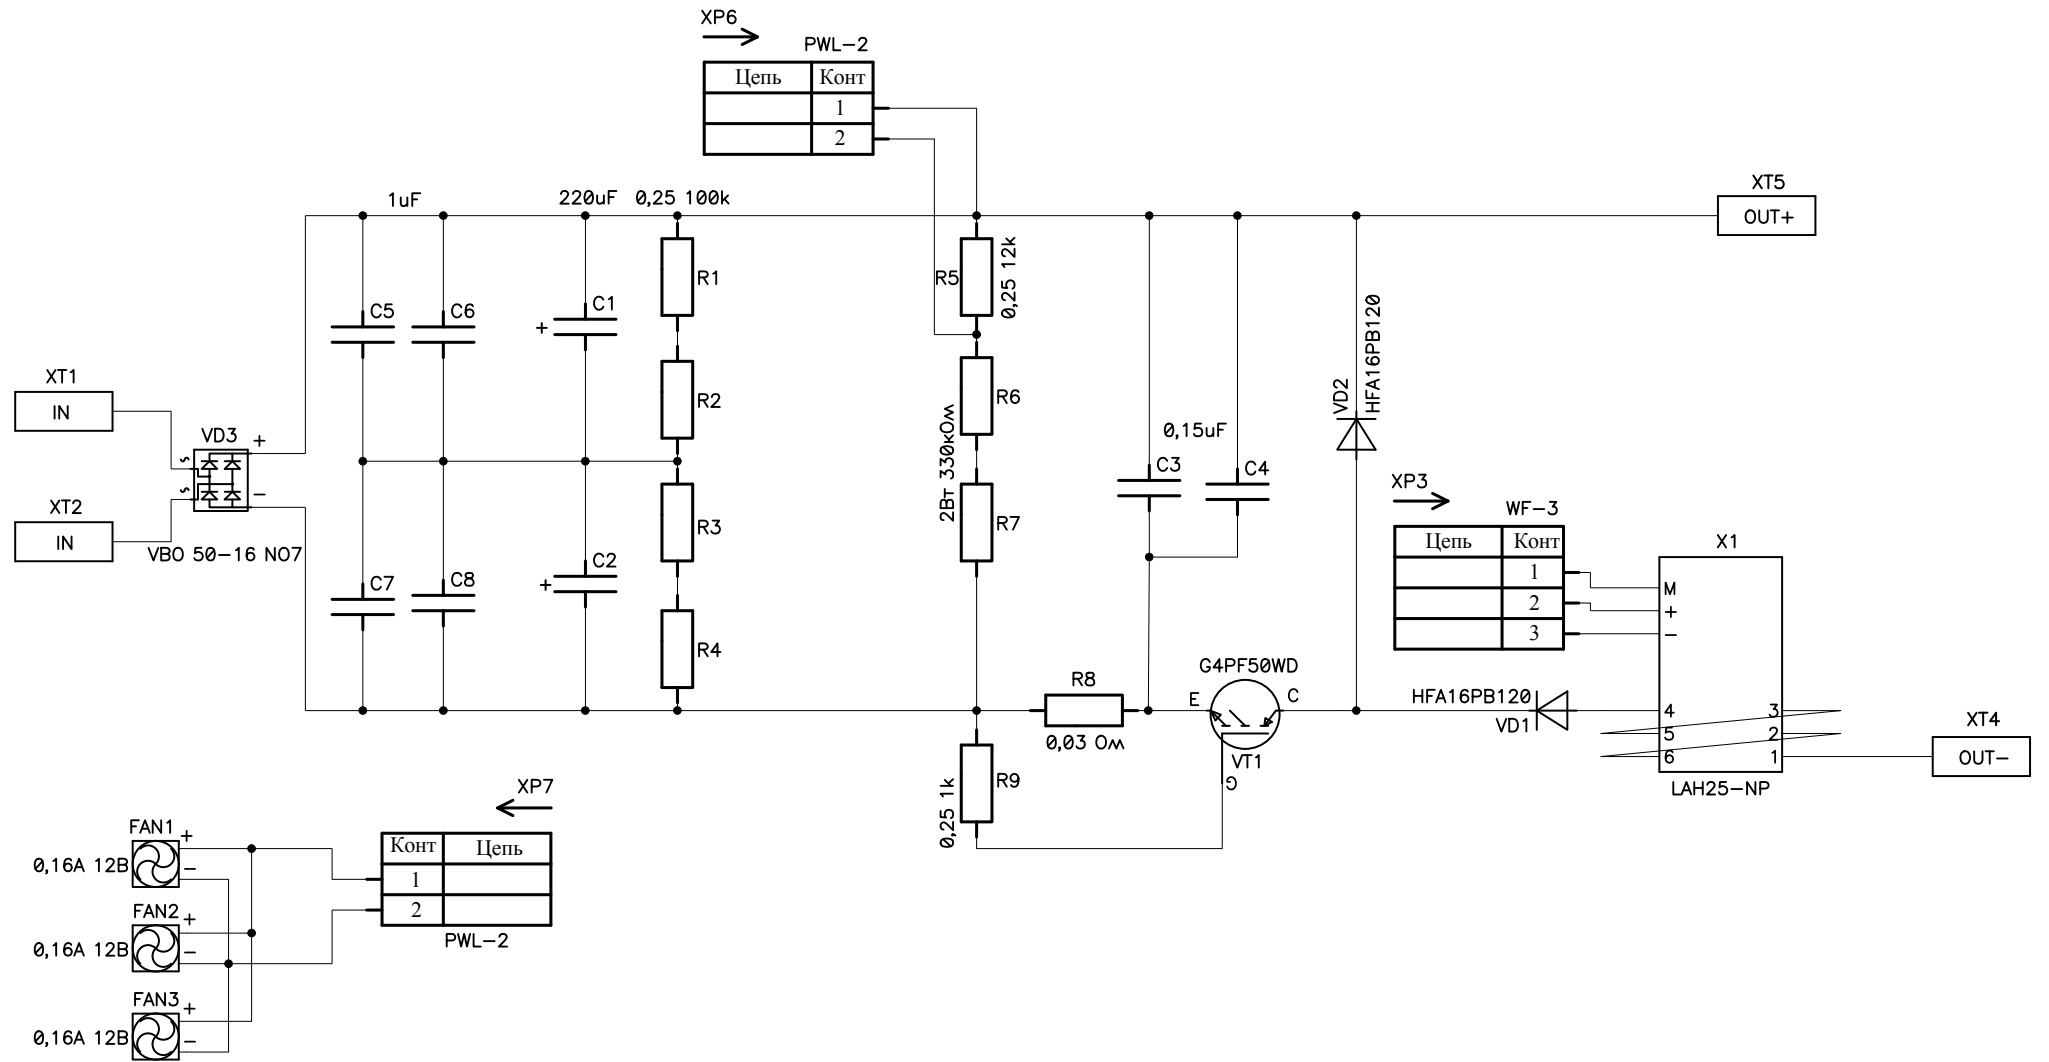 XP6
PWL-2
Цепь Конт
1
2
1uF 220uF 0,25 100k
XT5
OUT+
R1
R5
0,25 12k
C5 C6 C1
+
HFA16PB120
VD2
XT1
IN
R2
R6
VD3
+
~
~
−
0,15uF
C3 C4
2Вт 330кОм
XP3
WF-3
Цепь Конт
1
2
3
X1
M
+
−
XT2
IN
VBO 50-16 NO7
R3
R7
C7 C8 C2
+
R4
R8
0,03 Ом
G4PF50WD
E C
VT1
G
HFA16PB120
VD1
4 3
5 2
6 1
LAH25-NP
XT4
OUT-
R9
0,25 1k
XP7
Конт Цепь
1
2
PWL-2
FAN1
+
0,16A 12В
−
FAN2
+
0,16A 12В
−
FAN3
+
0,16A 12В
−